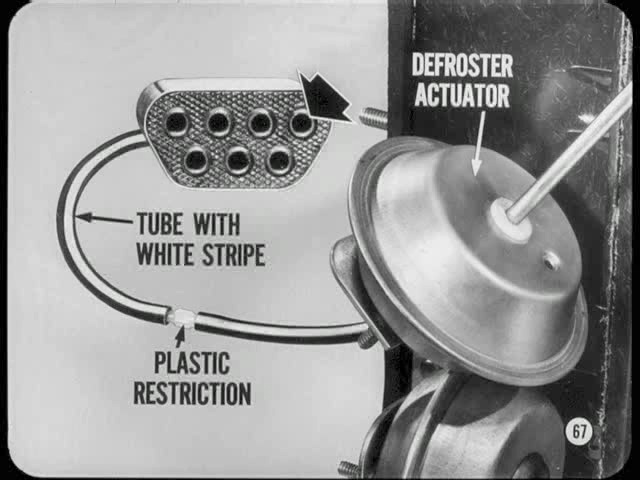 DEFROSTER
ACTUATOR
TUBE WITH
WHITE STRIPE
PLASTIC
RESTRICTION
67